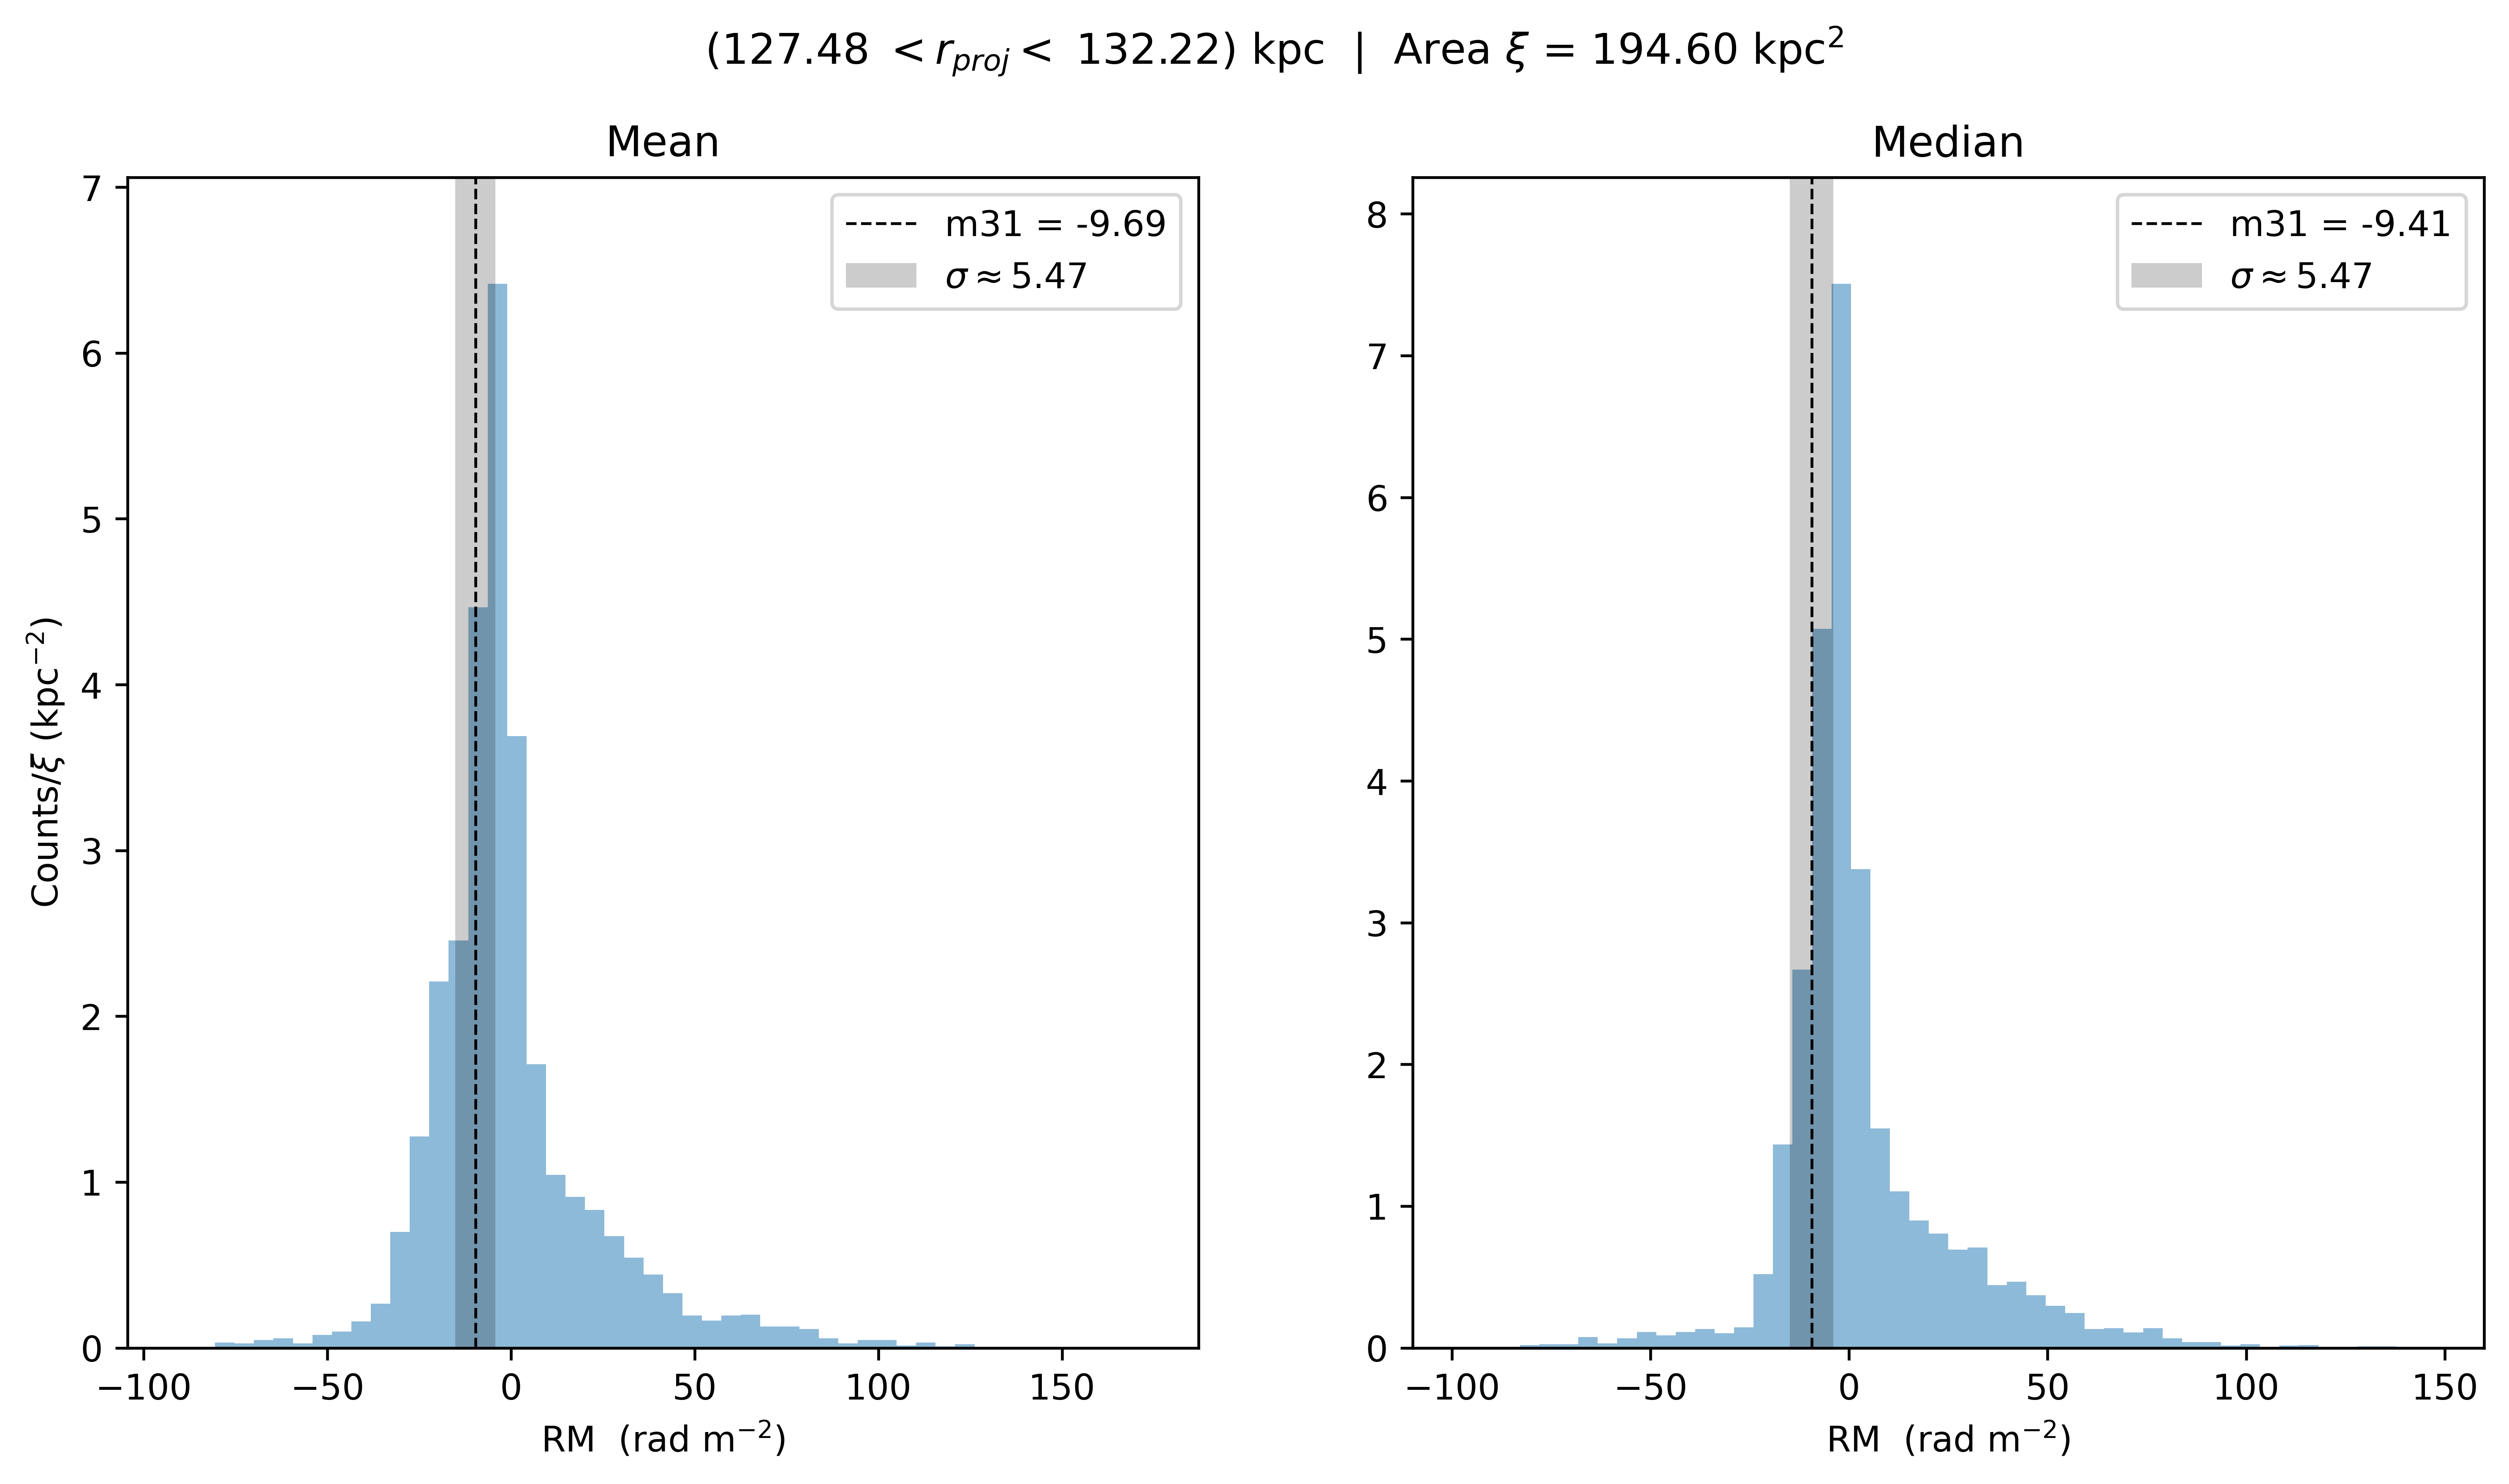 (127.48 < r_proj < 132.22) kpc | Area ξ = 194.60 kpc²
Mean
7
6
5
4
3
2
1
0
Counts/ξ (kpc⁻²)
m31 = -9.69
σ≈5.47
−100 −50 0 50 100 150
RM (rad m⁻²)
Median
8
7
6
5
4
3
2
1
0
m31 = -9.41
σ≈5.47
−100 −50 0 50 100 150
RM (rad m⁻²)